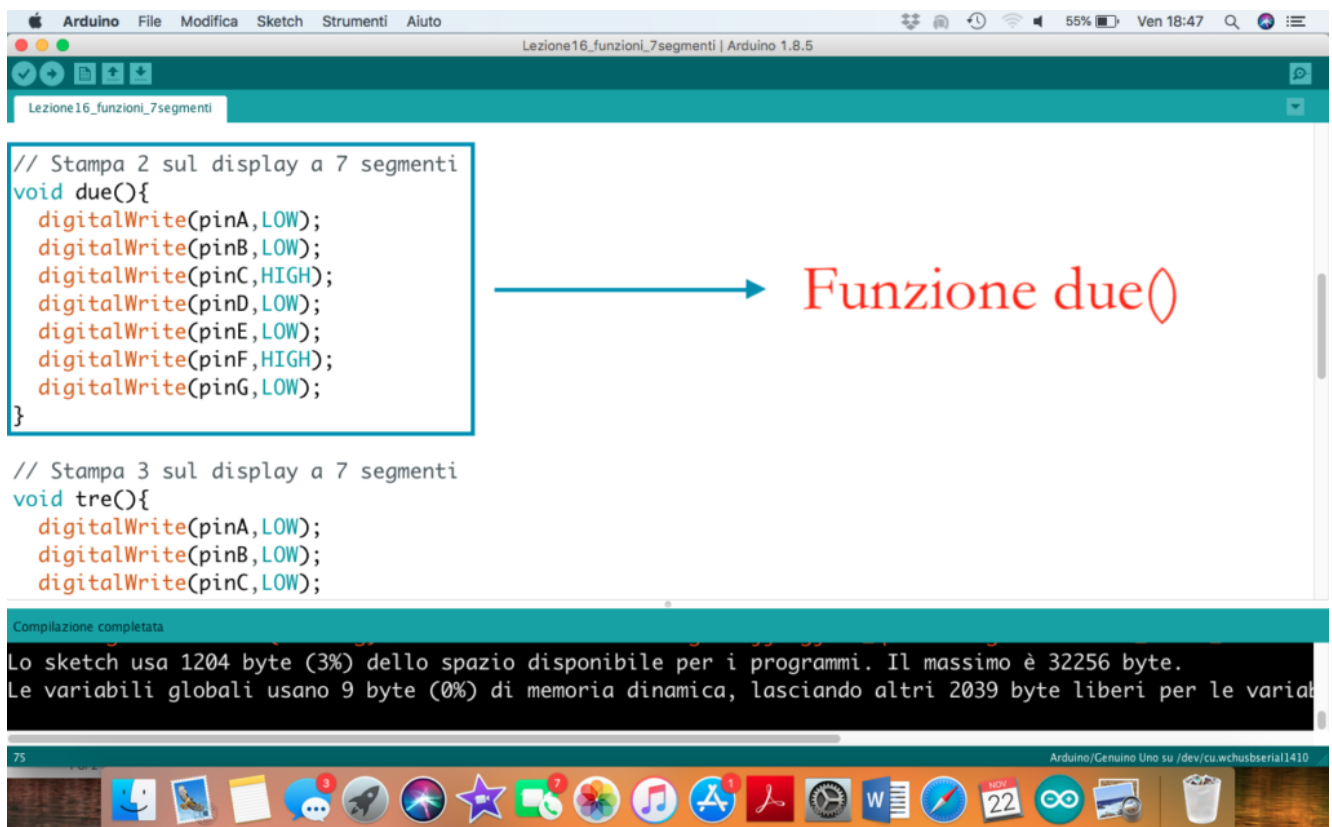 Arduino File Modifica Sketch Strumenti Aiuto 55% Ven 18:47
Lezione16_funzioni_7segmenti | Arduino 1.8.5
Lezione16_funzioni_7segmenti
// Stampa 2 sul display a 7 segmenti
void due(){
digitalWrite(pinA,LOW);
digitalWrite(pinB,LOW);
digitalWrite(pinC,HIGH);
digitalWrite(pinD,LOW);
digitalWrite(pinE,LOW);
digitalWrite(pinF,HIGH);
digitalWrite(pinG,LOW);
}
Funzione due()
// Stampa 3 sul display a 7 segmenti
void tre(){
digitalWrite(pinA,LOW);
digitalWrite(pinB,LOW);
digitalWrite(pinC,LOW);
Compilazione completata
Lo sketch usa 1204 byte (3%) dello spazio disponibile per i programmi. Il massimo è 32256 byte.
Le variabili globali usano 9 byte (0%) di memoria dinamica, lasciando altri 2039 byte liberi per le variab
75 Arduino/Genuino Uno su /dev/cu.wchusbserial1410
3 7 1 W NOV 22